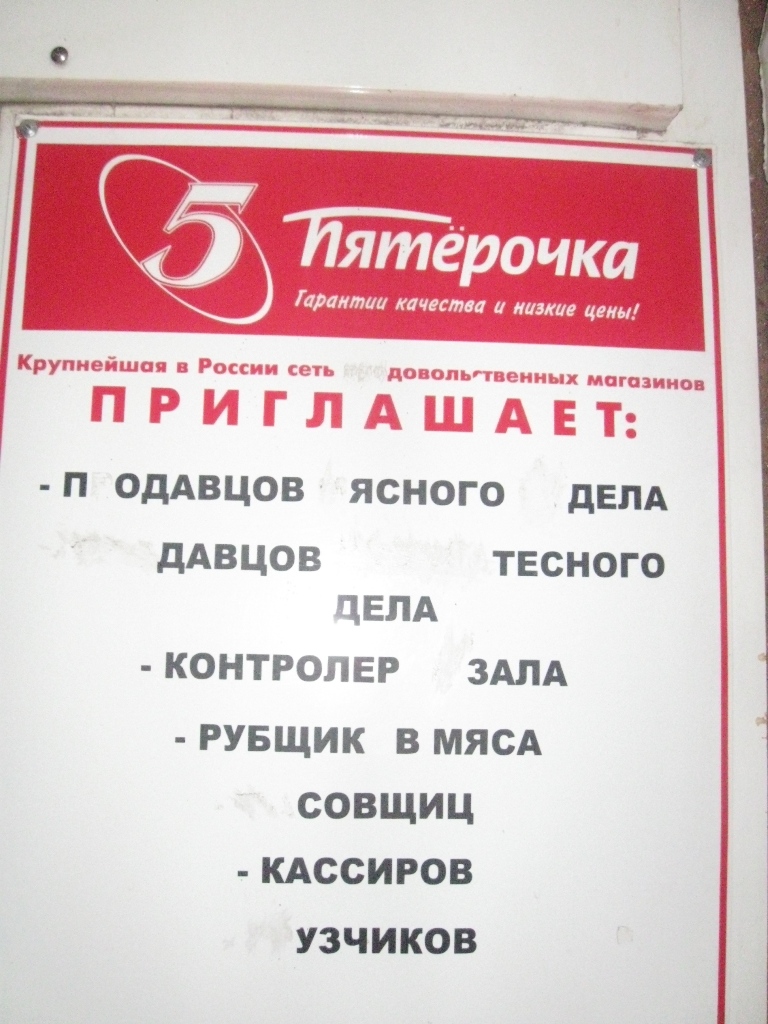 5 Пятёрочка
Гарантии качества и низкие цены!
Крупнейшая в России сеть довольственных магазинов
ПРИГЛАШАЕТ:
- П ОДАВЦОВ ЯСНОГО ДЕЛА
ДАВЦОВ ТЕСНОГО
ДЕЛА
- КОНТРОЛЕР ЗАЛА
- РУБЩИК В МЯСА
СОВЩИЦ
- КАССИРОВ
УЗЧИКОВ